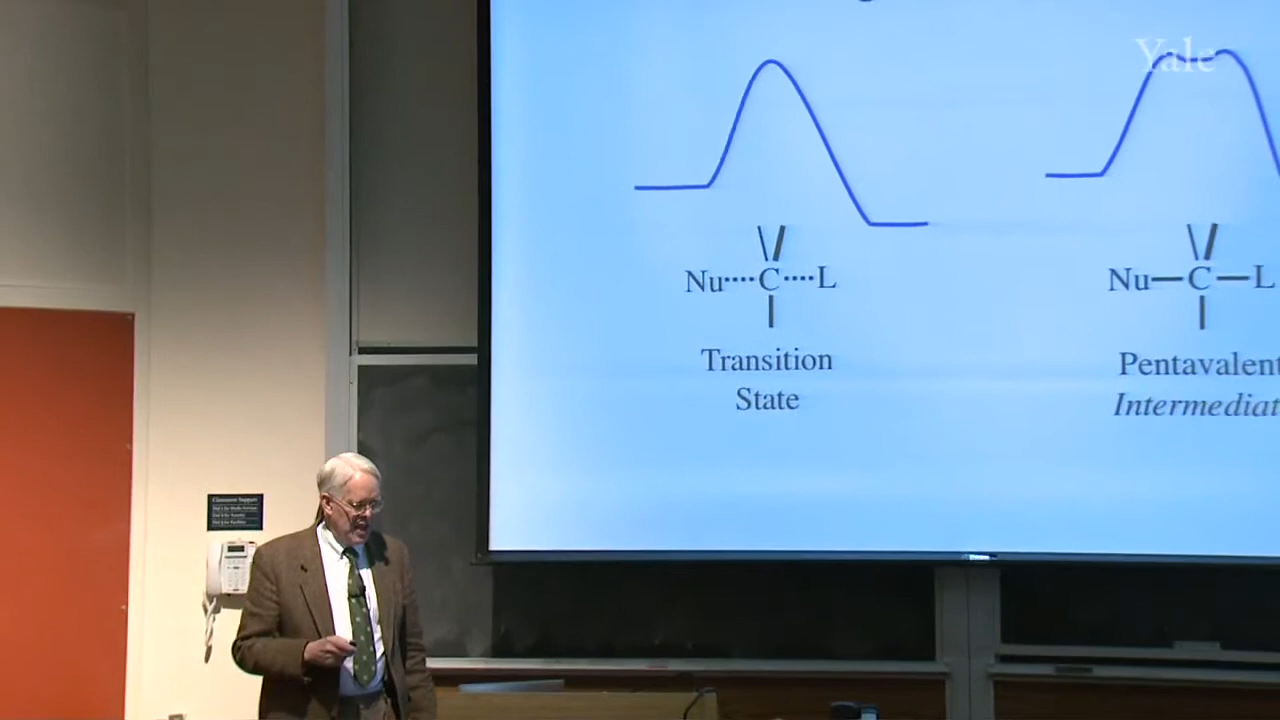 Yale
Nu C L
Transition
State
Nu C L
Pentavalent
Intermediat
Classroom Support